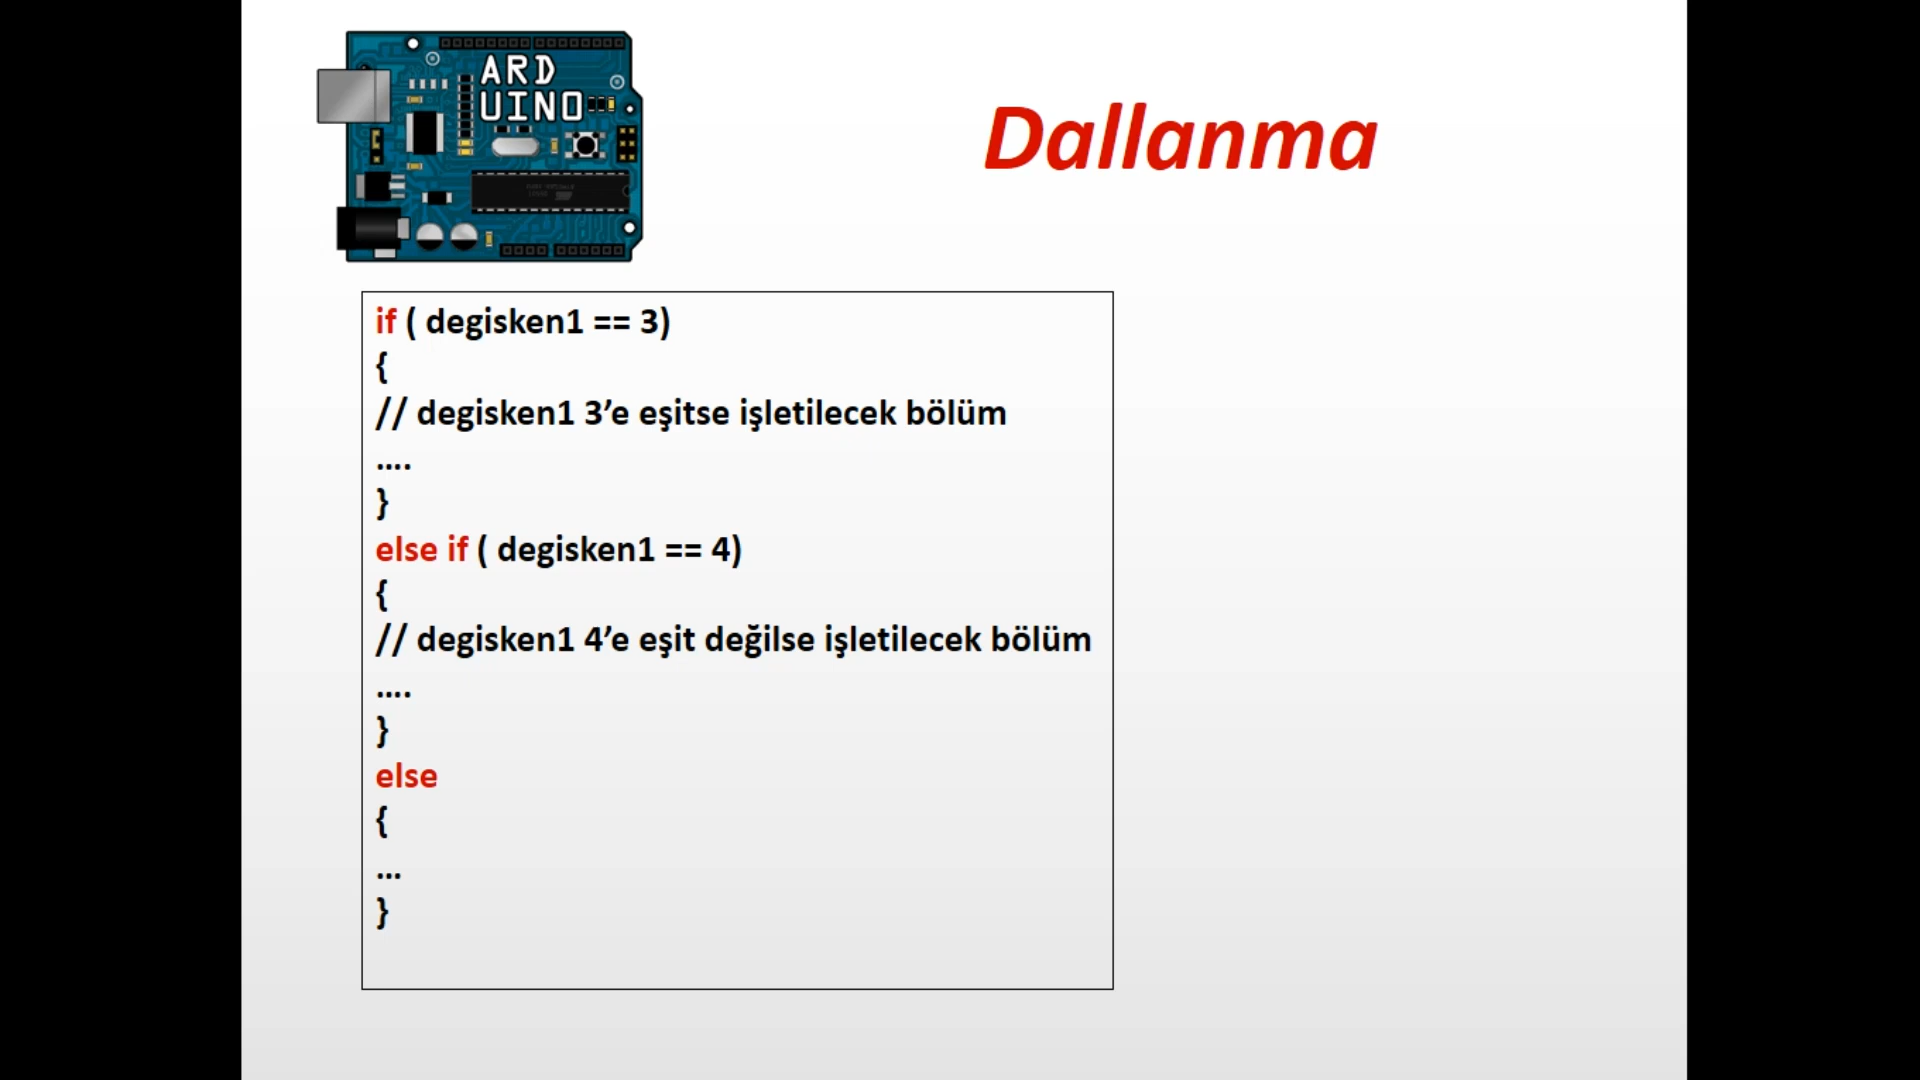 ARD
UINO
Dallanma
if ( degisken1 == 3)
{
// degisken1 3’e eşitse işletilecek bölüm
....
}
else if ( degisken1 == 4)
{
// degisken1 4’e eşit değilse işletilecek bölüm
....
}
else
{
...
}